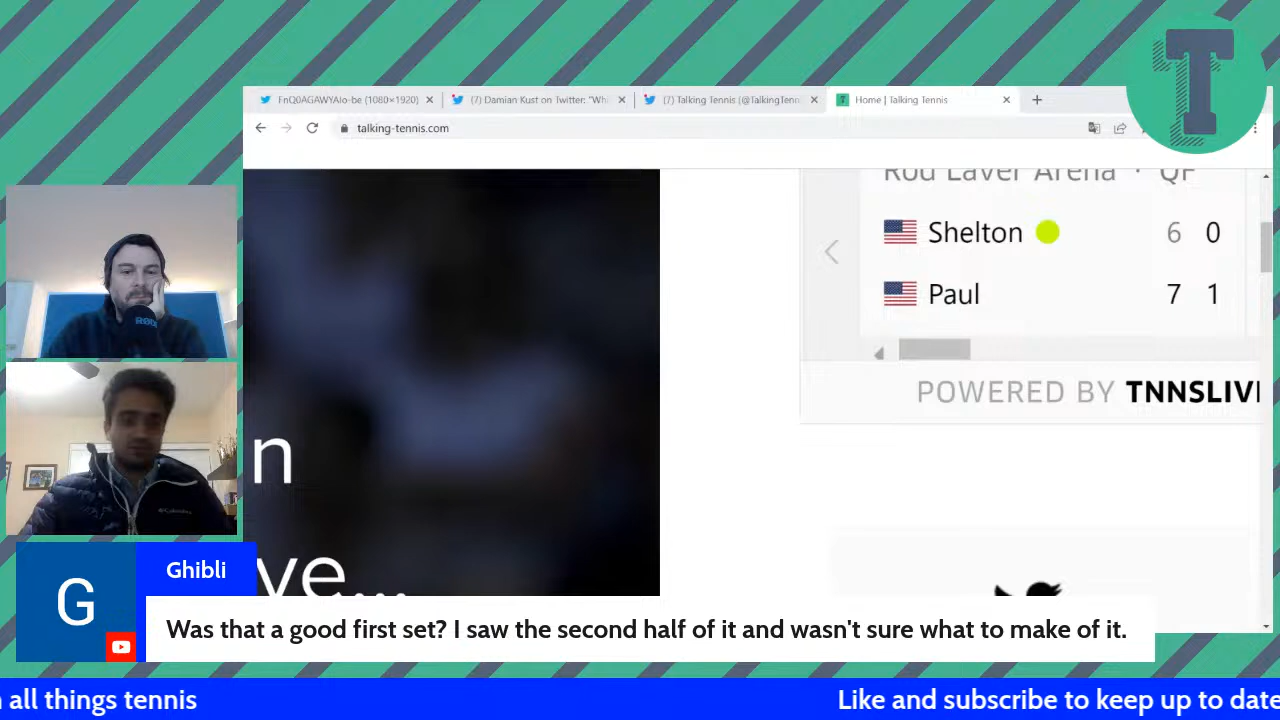 T
FnQ0AGAWYAIo-be (1080×1920)
(7) Damian Kust on Twitter: "Wh
(7) Talking Tennis (@TalkingTenn
Home | Talking Tennis
talking-tennis.com
Rod Laver Arena · QF
Shelton 6 0
Paul 7 1
POWERED BY TNNSLIV
n
ve...
RØDE
Columbia
G
Ghibli
Was that a good first set? I saw the second half of it and wasn't sure what to make of it.
n all things tennis
Like and subscribe to keep up to date